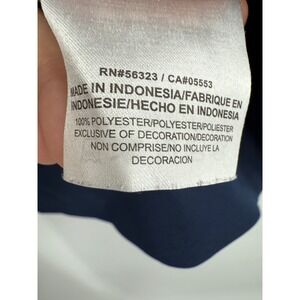 RN#56323 / CA#05553
MADE IN INDONESIA/FABRIQUE EN
INDONESIE/HECHO EN INDONESIA
100% POLYESTER/POLYESTER/POLIESTER
EXCLUSIVE OF DECORATION/DECORATION
NON COMPRISE/NO INCLUYE LA
DECORACION